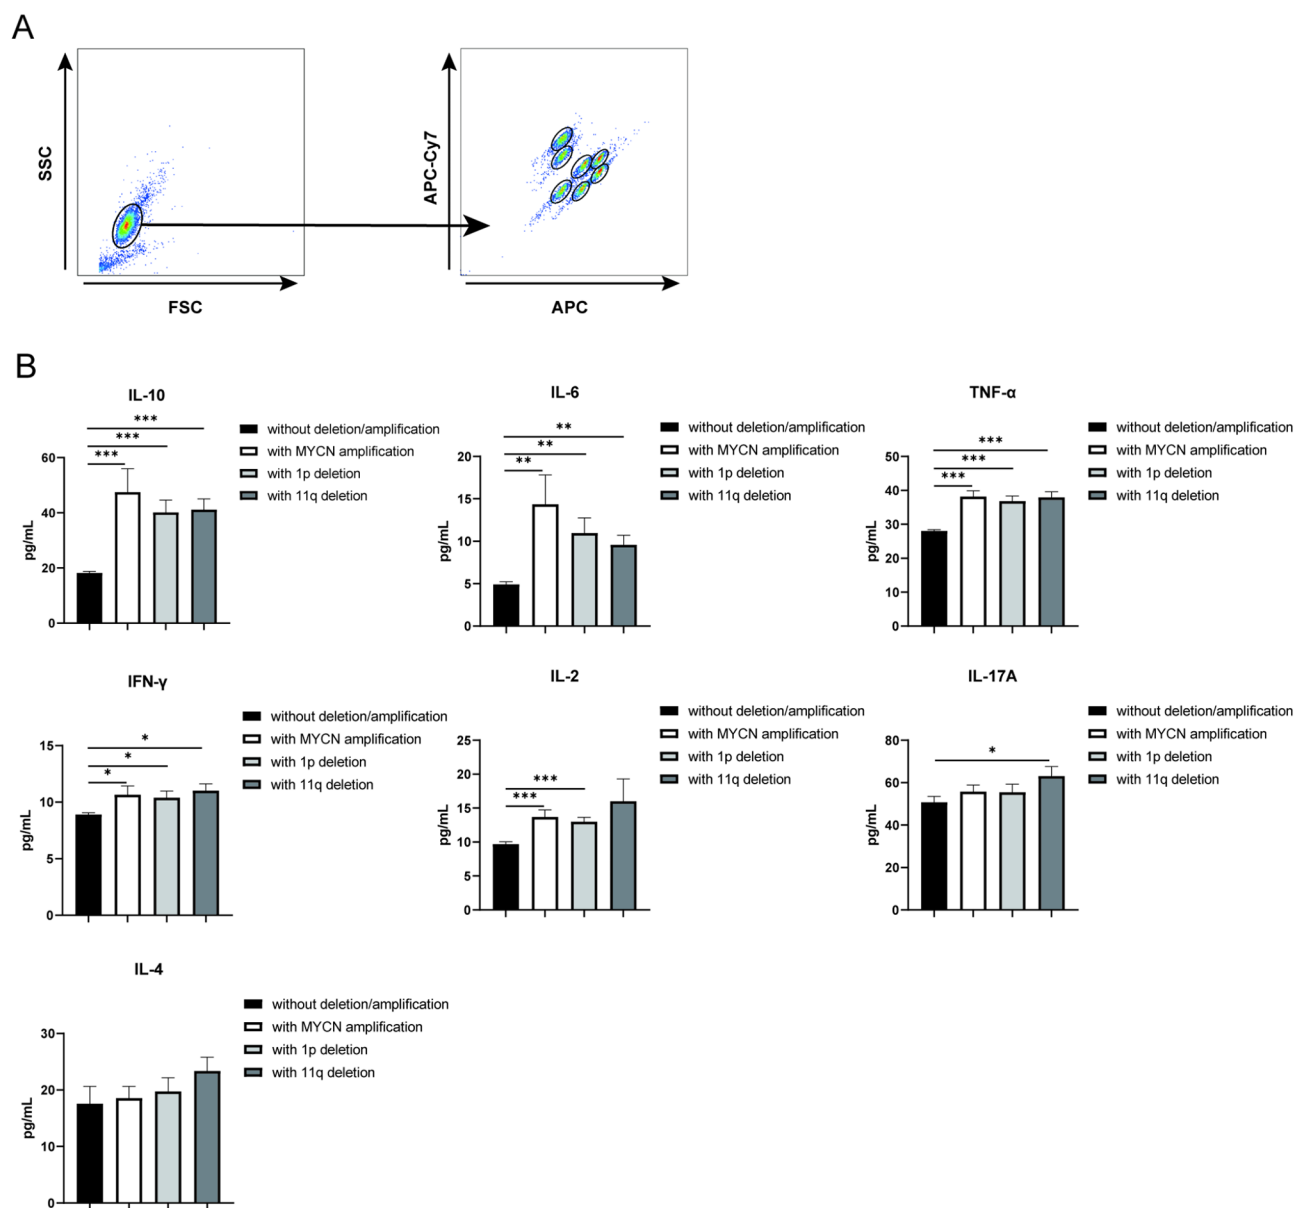 A
SSC
FSC
APC-Cy7
APC
B
IL-10
***
***
***
60
40
20
0
pg/mL
without deletion/amplification
with MYCN amplification
with 1p deletion
with 11q deletion
IL-6
**
**
**
20
15
10
5
0
pg/mL
without deletion/amplification
with MYCN amplification
with 1p deletion
with 11q deletion
TNF-α
***
***
***
50
40
30
20
10
0
pg/mL
without deletion/amplification
with MYCN amplification
with 1p deletion
with 11q deletion
IFN-γ
*
*
*
15
10
5
0
pg/mL
without deletion/amplification
with MYCN amplification
with 1p deletion
with 11q deletion
IL-2
***
***
25
20
15
10
5
0
pg/mL
without deletion/amplification
with MYCN amplification
with 1p deletion
with 11q deletion
IL-17A
*
80
60
40
20
0
pg/mL
without deletion/amplification
with MYCN amplification
with 1p deletion
with 11q deletion
IL-4
30
20
10
0
pg/mL
without deletion/amplification
with MYCN amplification
with 1p deletion
with 11q deletion